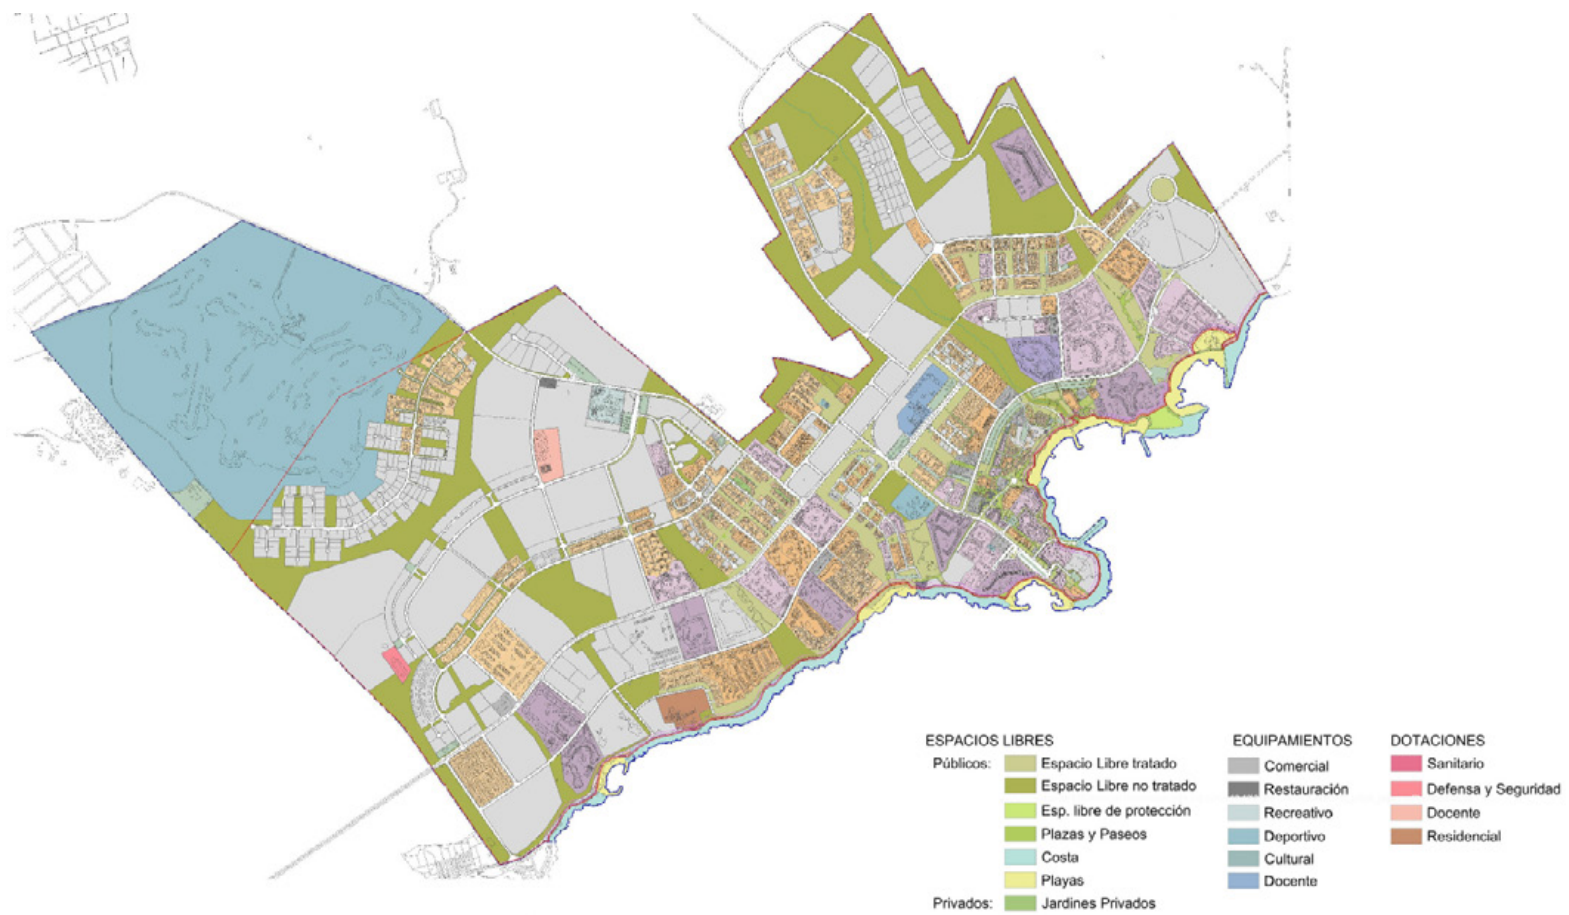 ESPACIOS LIBRES
Públicos:
Espacio Libre tratado
Espacio Libre no tratado
Esp. libre de protección
Plazas y Paseos
Costa
Playas
Privados:
Jardines Privados
EQUIPAMIENTOS
Comercial
Restauración
Recreativo
Deportivo
Cultural
Docente
DOTACIONES
Sanitario
Defensa y Seguridad
Docente
Residencial